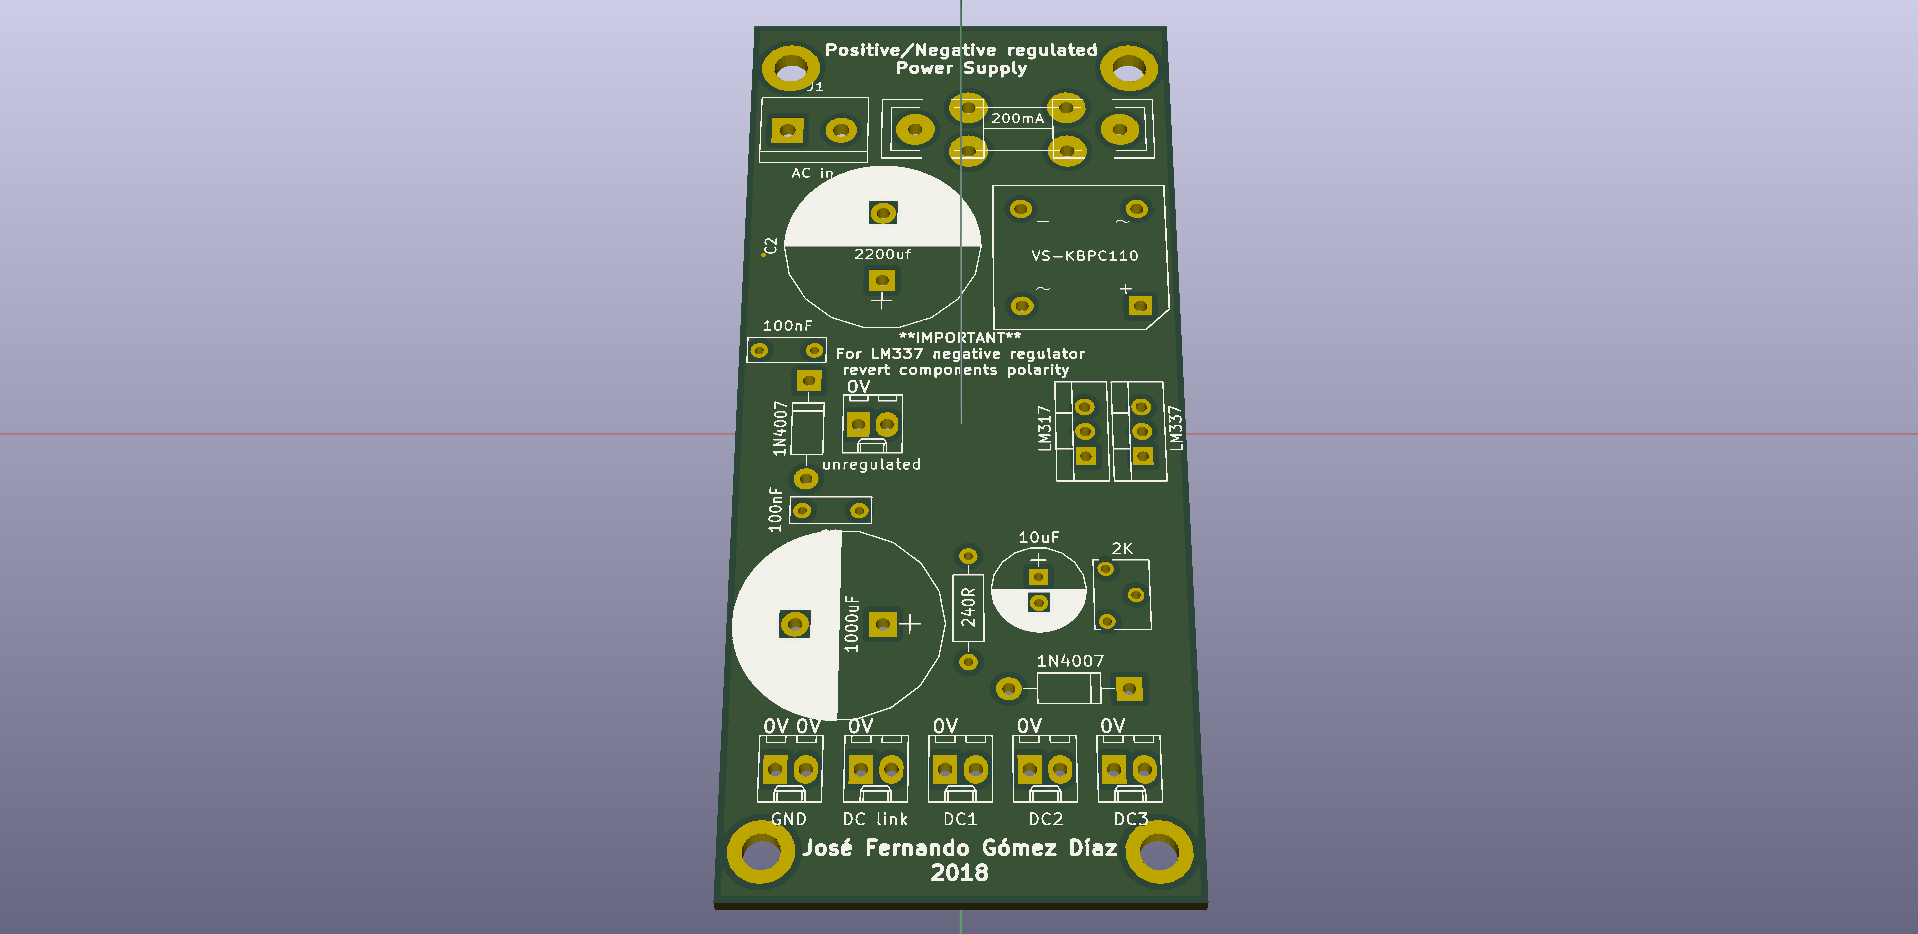 Positive/Negative regulated
Power Supply
J1
200mA
AC in
C2
2200uf
VS-KBPC110
100nF
**IMPORTANT**
For LM337 negative regulator
revert components polarity
0V
1N4007
LM317
LM337
unregulated
100nF
10uF
2K
1000uF
240R
1N4007
0V 0V 0V 0V 0V 0V
GND DC link DC1 DC2 DC3
José Fernando Gómez Díaz
2018